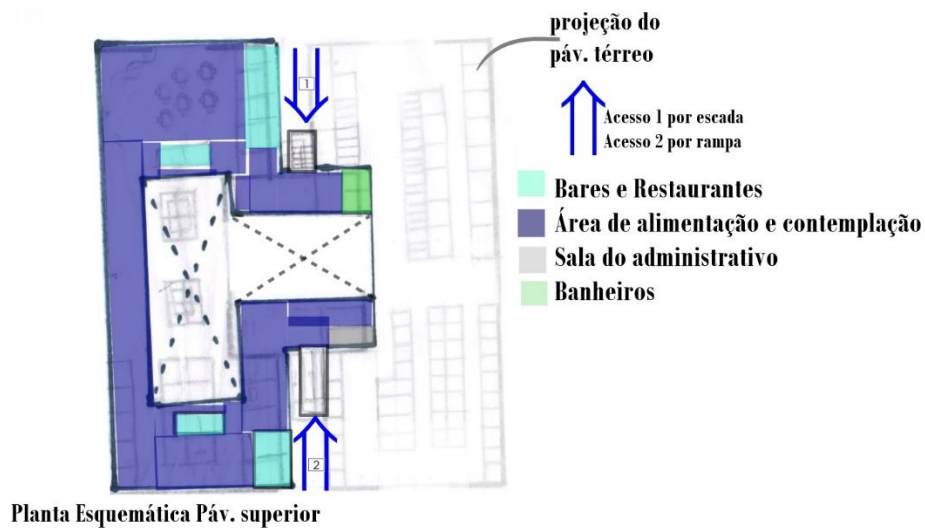 projeção do
páv. térreo
1
Acesso 1 por escada
Acesso 2 por rampa
Bares e Restaurantes
Área de alimentação e contemplação
Sala do administrativo
Banheiros
2
Planta Esquemática Páv. superior